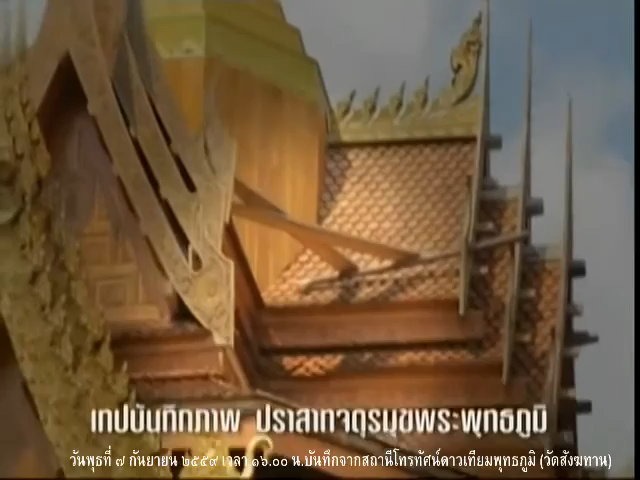 เทปบันทึกภาพ ปราสาทจตุรมุขพระพุทธภูมิ
วันพุธที่ ๗ กันยายน ๒๕๕๙ เวลา ๑๖.๐๐ น.บันทึกจากสถานีโทรทัศน์ดาวเทียมพุทธภูมิ (วัดสังฆทาน)